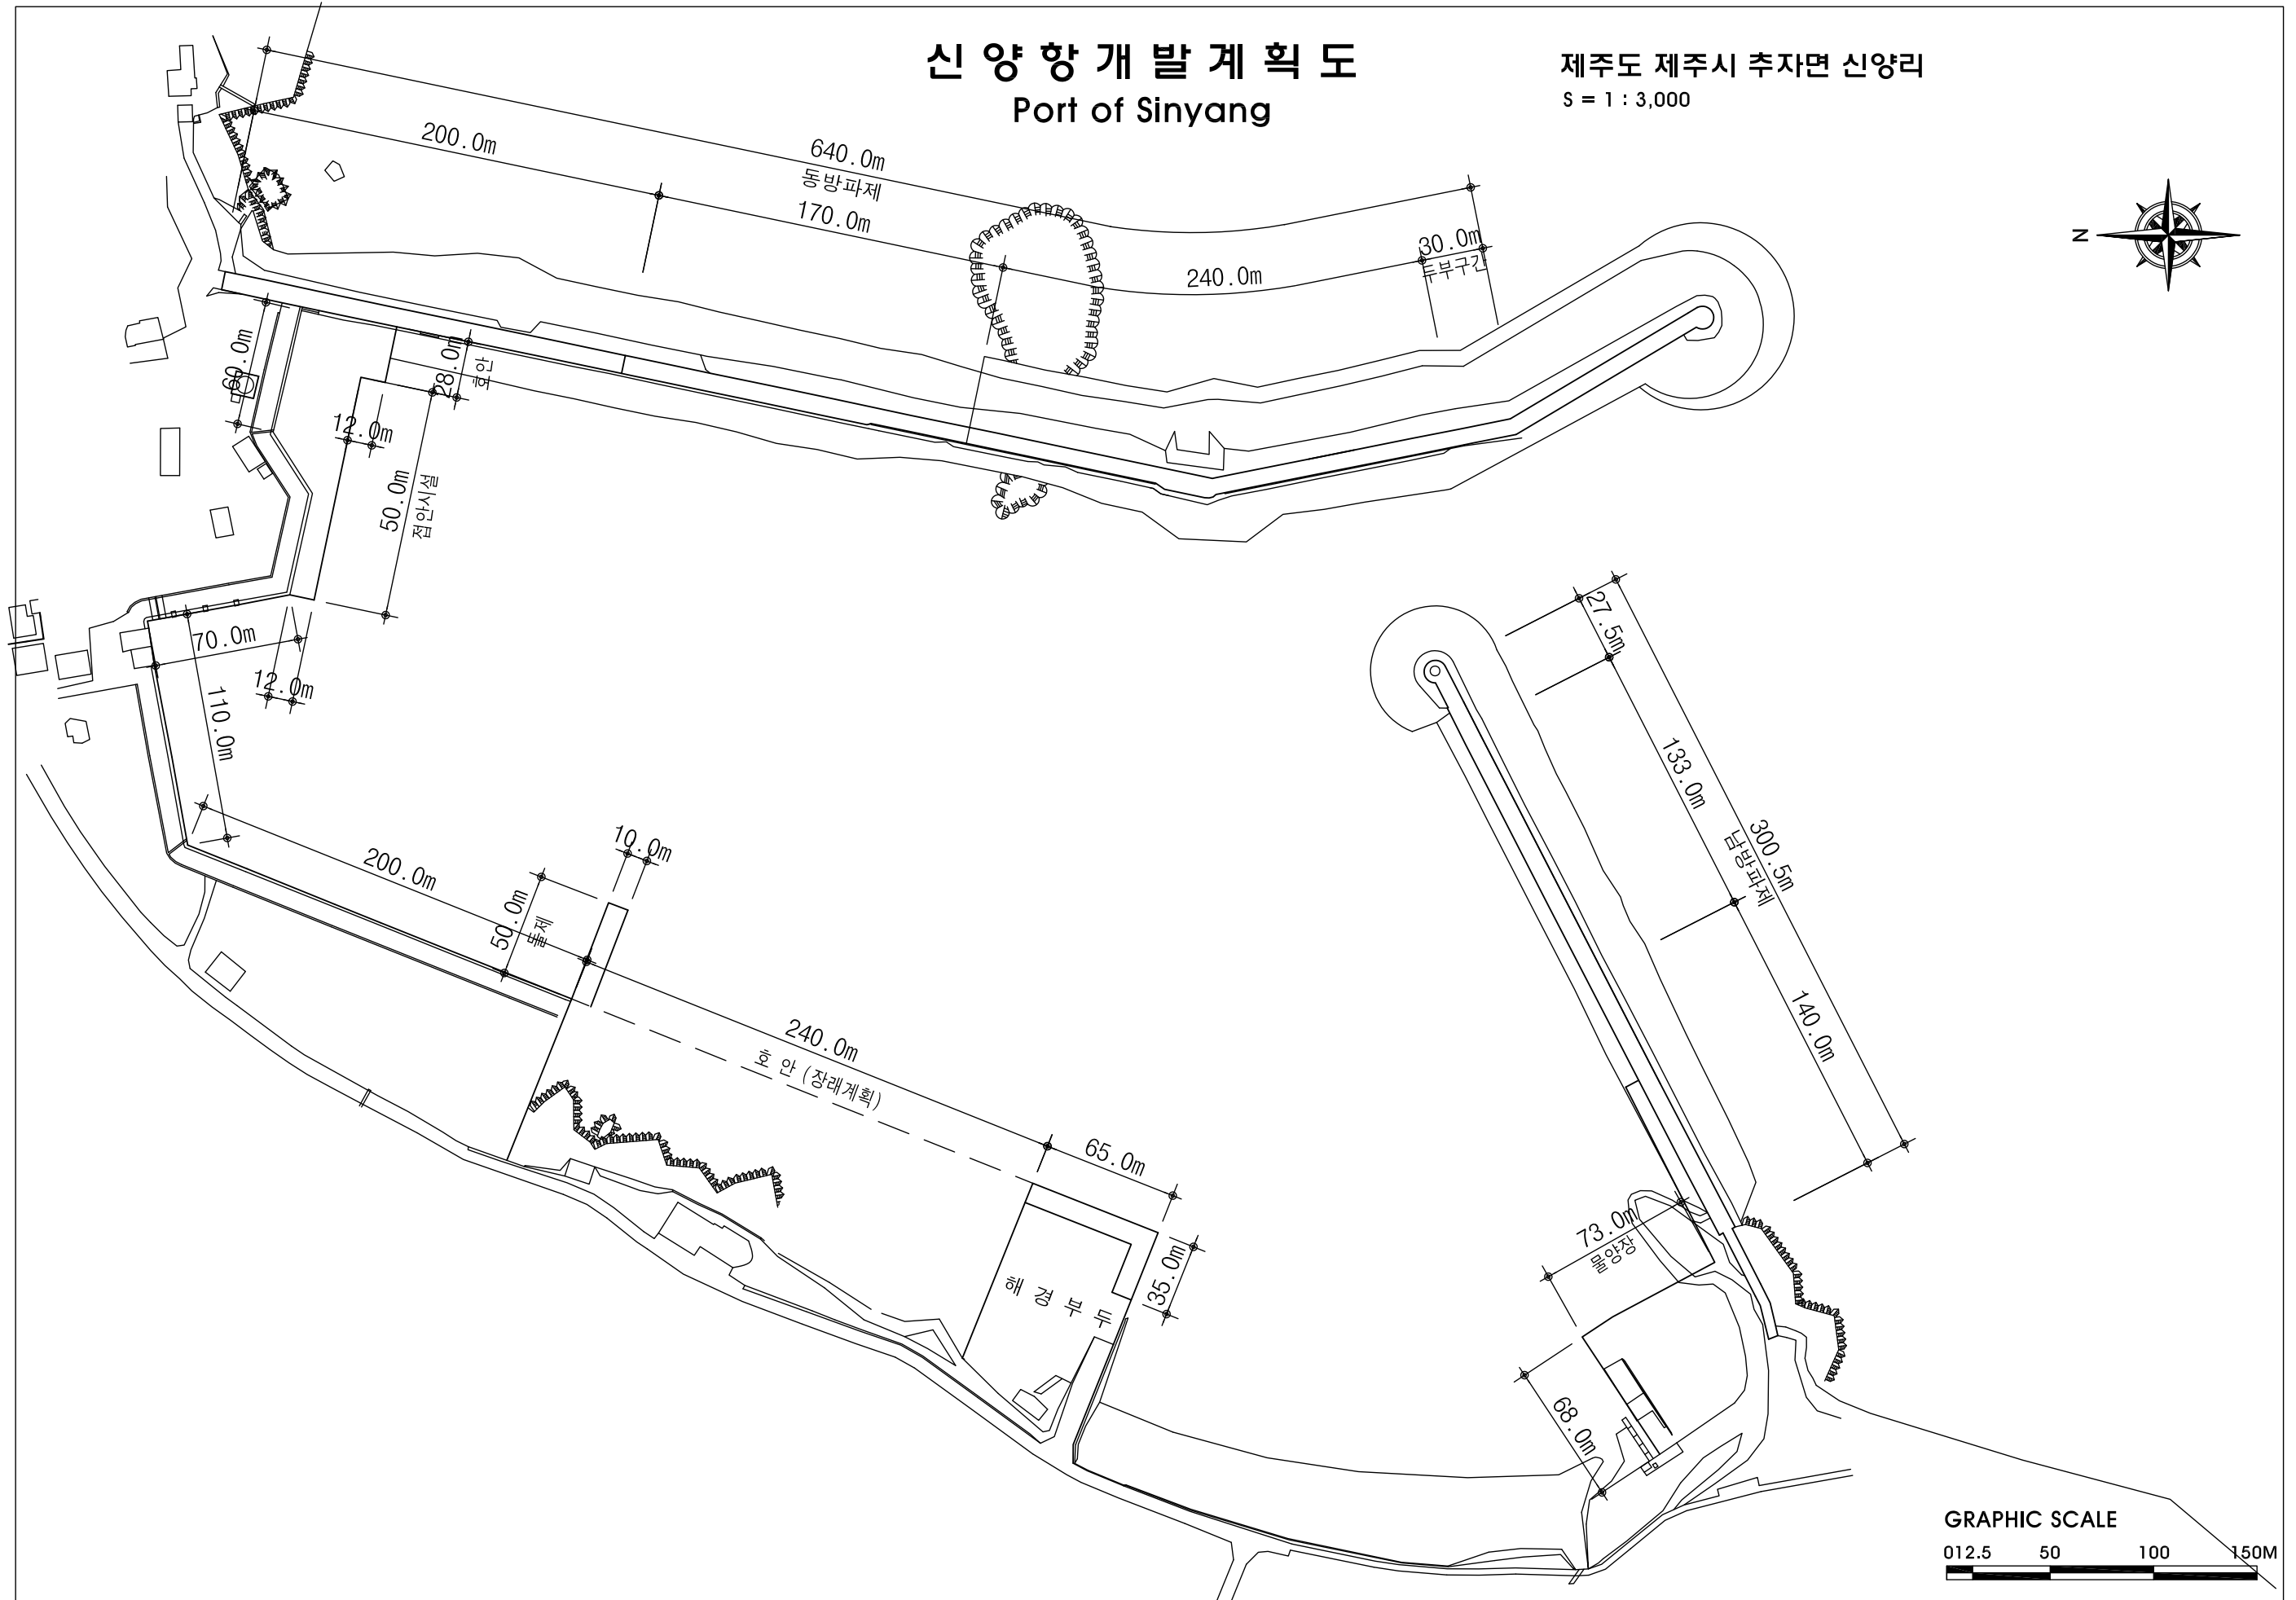 신양항개발계획도
Port of Sinyang
제주도 제주시 추자면 신양리
S = 1 : 3,000
N
200.0m
640.0m
동방파제
170.0m
240.0m
30.0m
두부구간
60.0m
28.0m
호안
12.0m
50.0m
접안시설
70.0m
12.0m
110.0m
27.5m
133.0m
300.5m
남방파제
140.0m
200.0m
10.0m
50.0m
돌제
240.0m
호 안 (장래계획)
65.0m
35.0m
해 경 부 두
73.0m
물양장
68.0m
GRAPHIC SCALE
012.5 50 100 150M